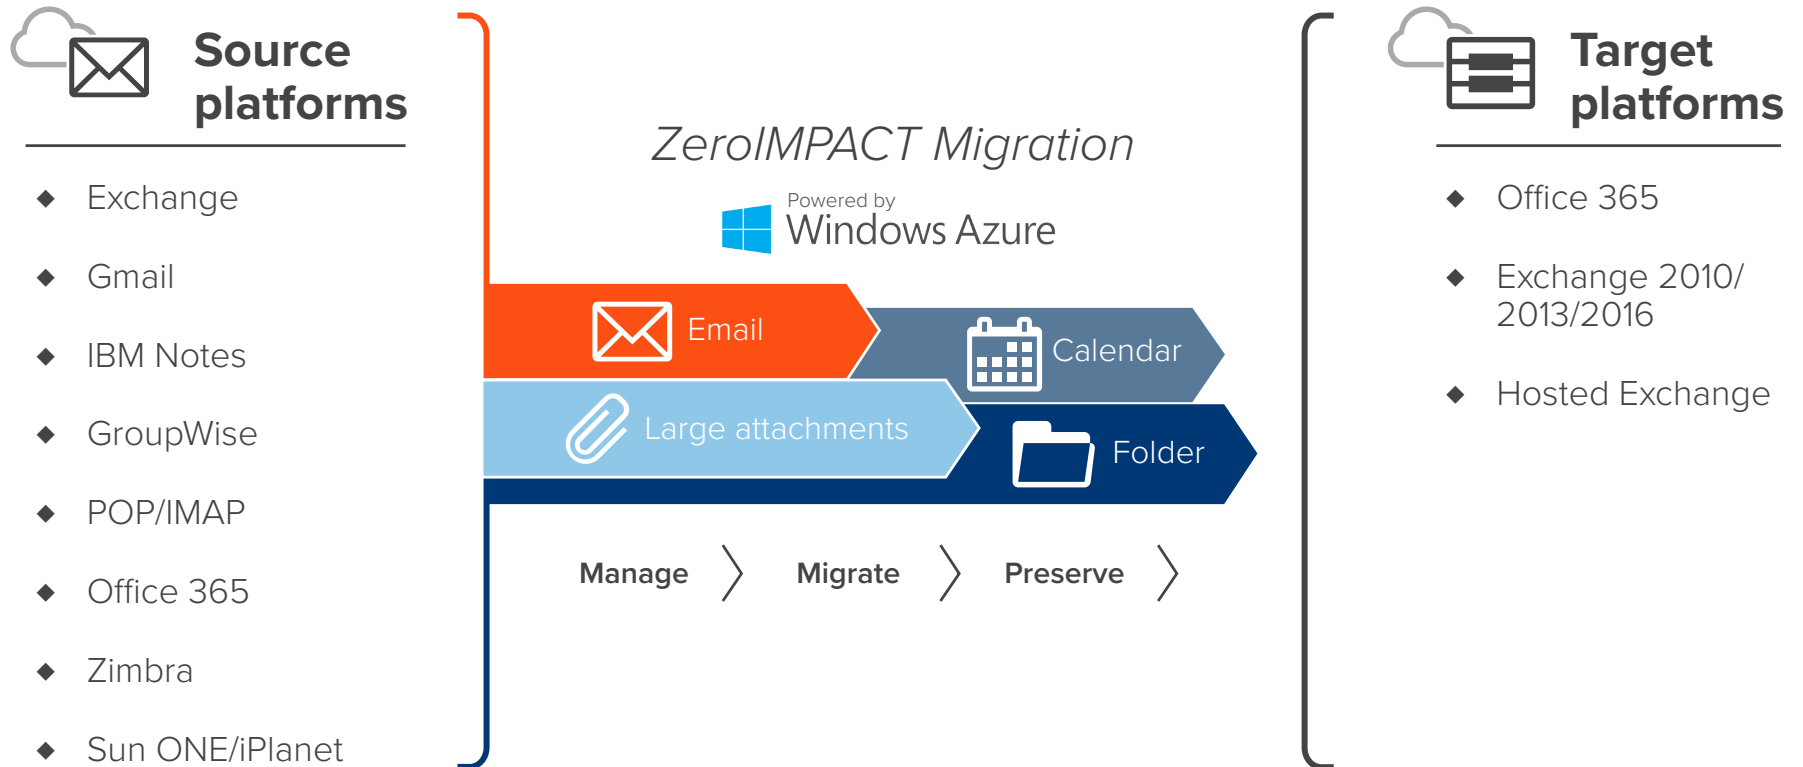 Source
platforms
Exchange
Gmail
IBM Notes
GroupWise
POP/IMAP
Office 365
Zimbra
Sun ONE/iPlanet
ZeroIMPACT Migration
Powered by
Windows Azure
Email
Calendar
Large attachments
Folder
Manage
Migrate
Preserve
Target
platforms
Office 365
Exchange 2010/
2013/2016
Hosted Exchange